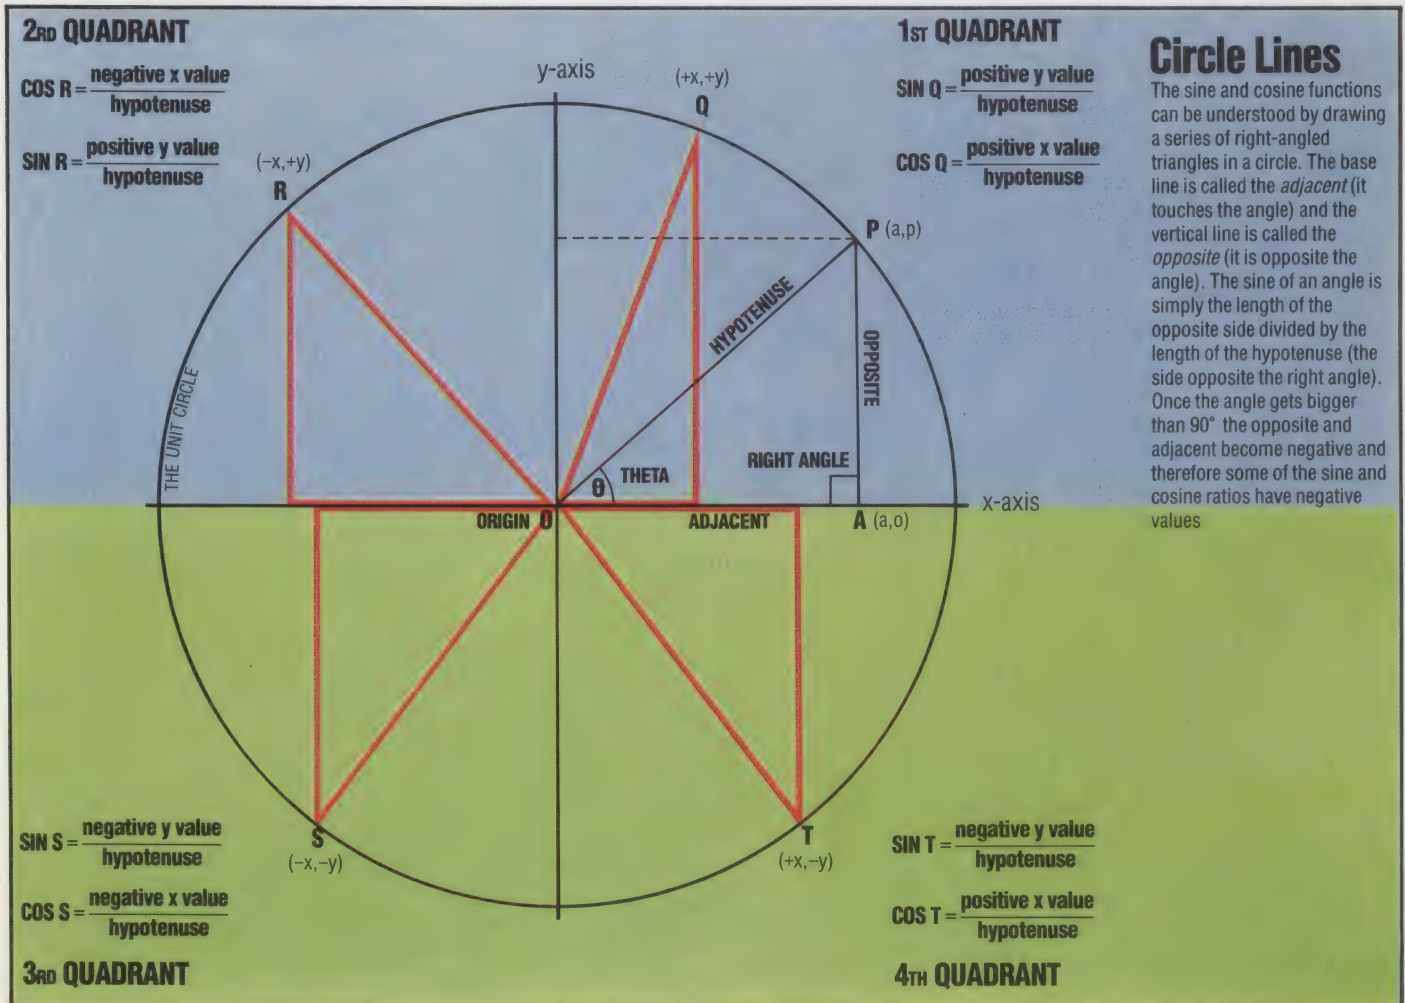 2RD QUADRANT
COS R = negative x value
hypotenuse
SIN R = positive y value
hypotenuse
(−x,+y)
R
THE UNIT CIRCLE
y-axis
(+x,+y)
Q
1ST QUADRANT
SIN Q = positive y value
hypotenuse
COS Q = positive x value
hypotenuse
P (a,p)
HYPOTENUSE
OPPOSITE
RIGHT ANGLE
THETA
θ
ORIGIN O
ADJACENT
A (a,o)
x-axis
Circle Lines
The sine and cosine functions
can be understood by drawing
a series of right-angled
triangles in a circle. The base
line is called the adjacent (it
touches the angle) and the
vertical line is called the
opposite (it is opposite the
angle). The sine of an angle is
simply the length of the
opposite side divided by the
length of the hypotenuse (the
side opposite the right angle).
Once the angle gets bigger
than 90° the opposite and
adjacent become negative and
therefore some of the sine and
cosine ratios have negative
values
SIN S = negative y value
hypotenuse
COS S = negative x value
hypotenuse
3RD QUADRANT
S
(−x,−y)
T
(+x,−y)
SIN T = negative y value
hypotenuse
COS T = positive x value
hypotenuse
4TH QUADRANT